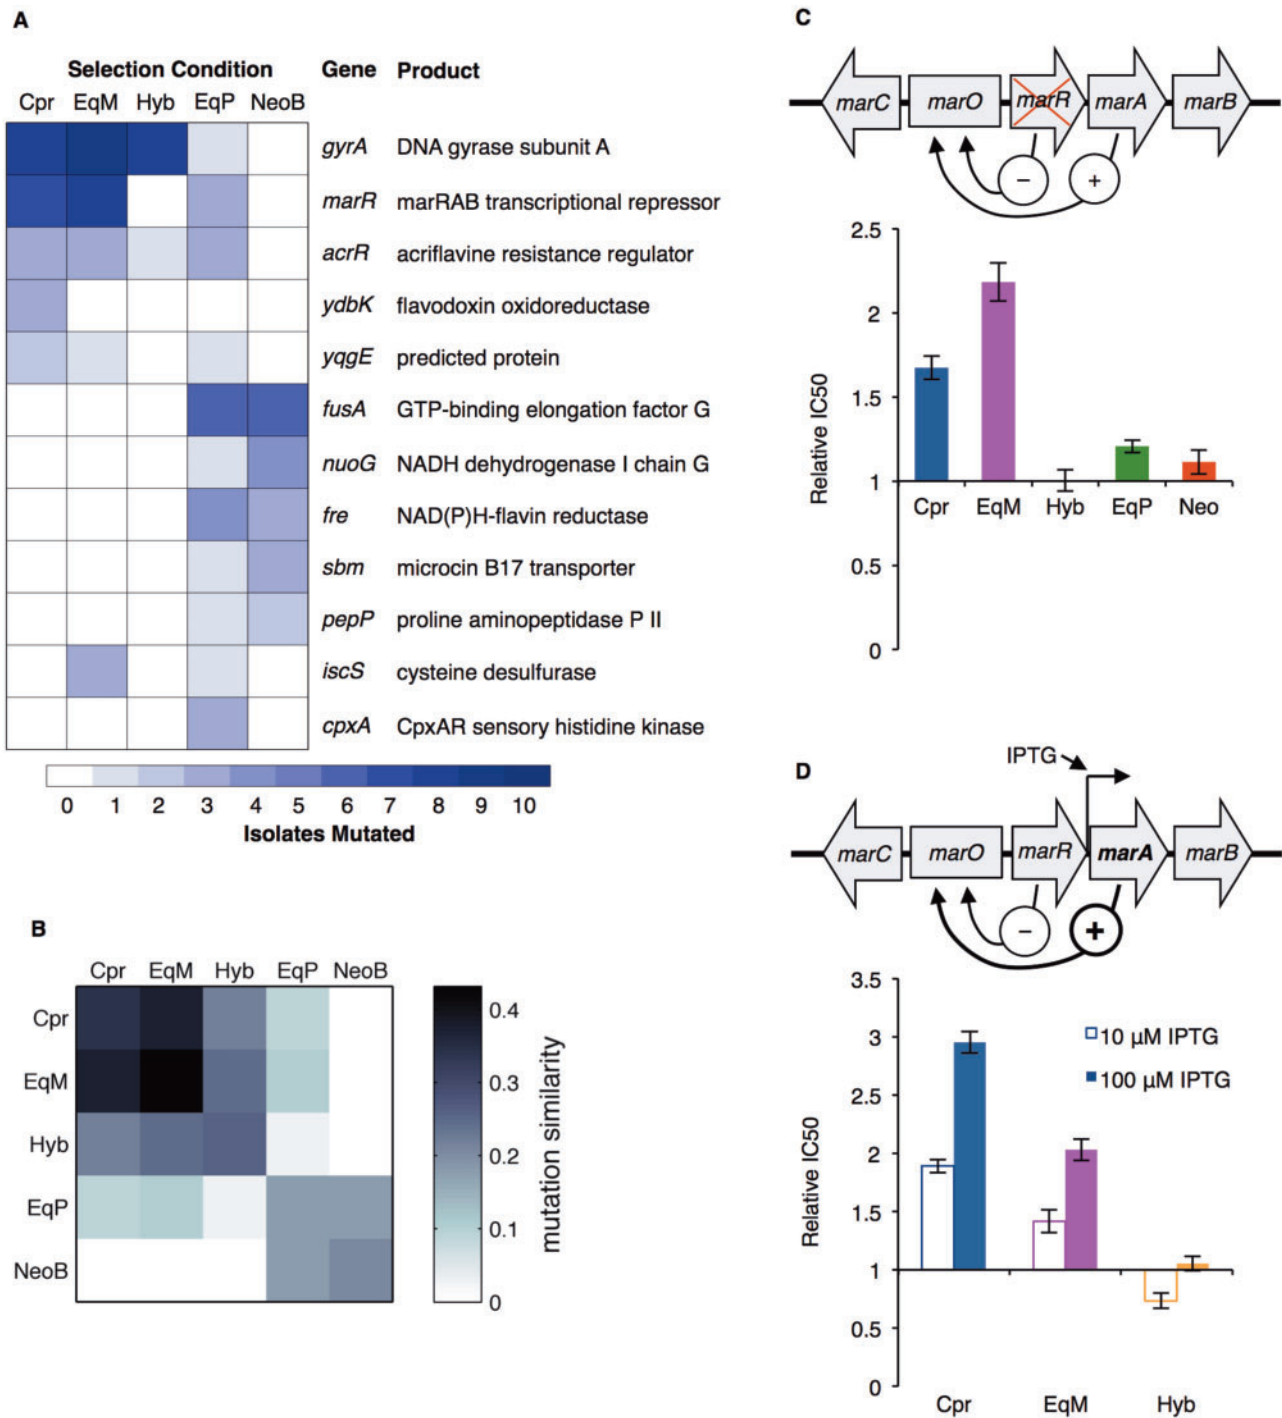 A
Selection Condition Gene Product
Cpr EqM Hyb EqP NeoB
gyrA DNA gyrase subunit A
marR marRAB transcriptional repressor
acrR acriflavine resistance regulator
ydbK flavodoxin oxidoreductase
yqgE predicted protein
fusA GTP-binding elongation factor G
nuoG NADH dehydrogenase I chain G
fre NAD(P)H-flavin reductase
sbm microcin B17 transporter
pepP proline aminopeptidase P II
iscS cysteine desulfurase
cpxA CpxAR sensory histidine kinase
0 1 2 3 4 5 6 7 8 9 10
Isolates Mutated
B
Cpr EqM Hyb EqP NeoB
Cpr
EqM
Hyb
EqP
NeoB
0.4
0.3
0.2
0.1
0
mutation similarity
C
marC marO marR marA marB
− +
2.5
2
1.5
1
0.5
0
Relative IC50
Cpr EqM Hyb EqP Neo
D
IPTG
marC marO marR marA marB
− +
3.5
3
2.5
2
1.5
1
0.5
0
Relative IC50
10 µM IPTG
100 µM IPTG
Cpr EqM Hyb